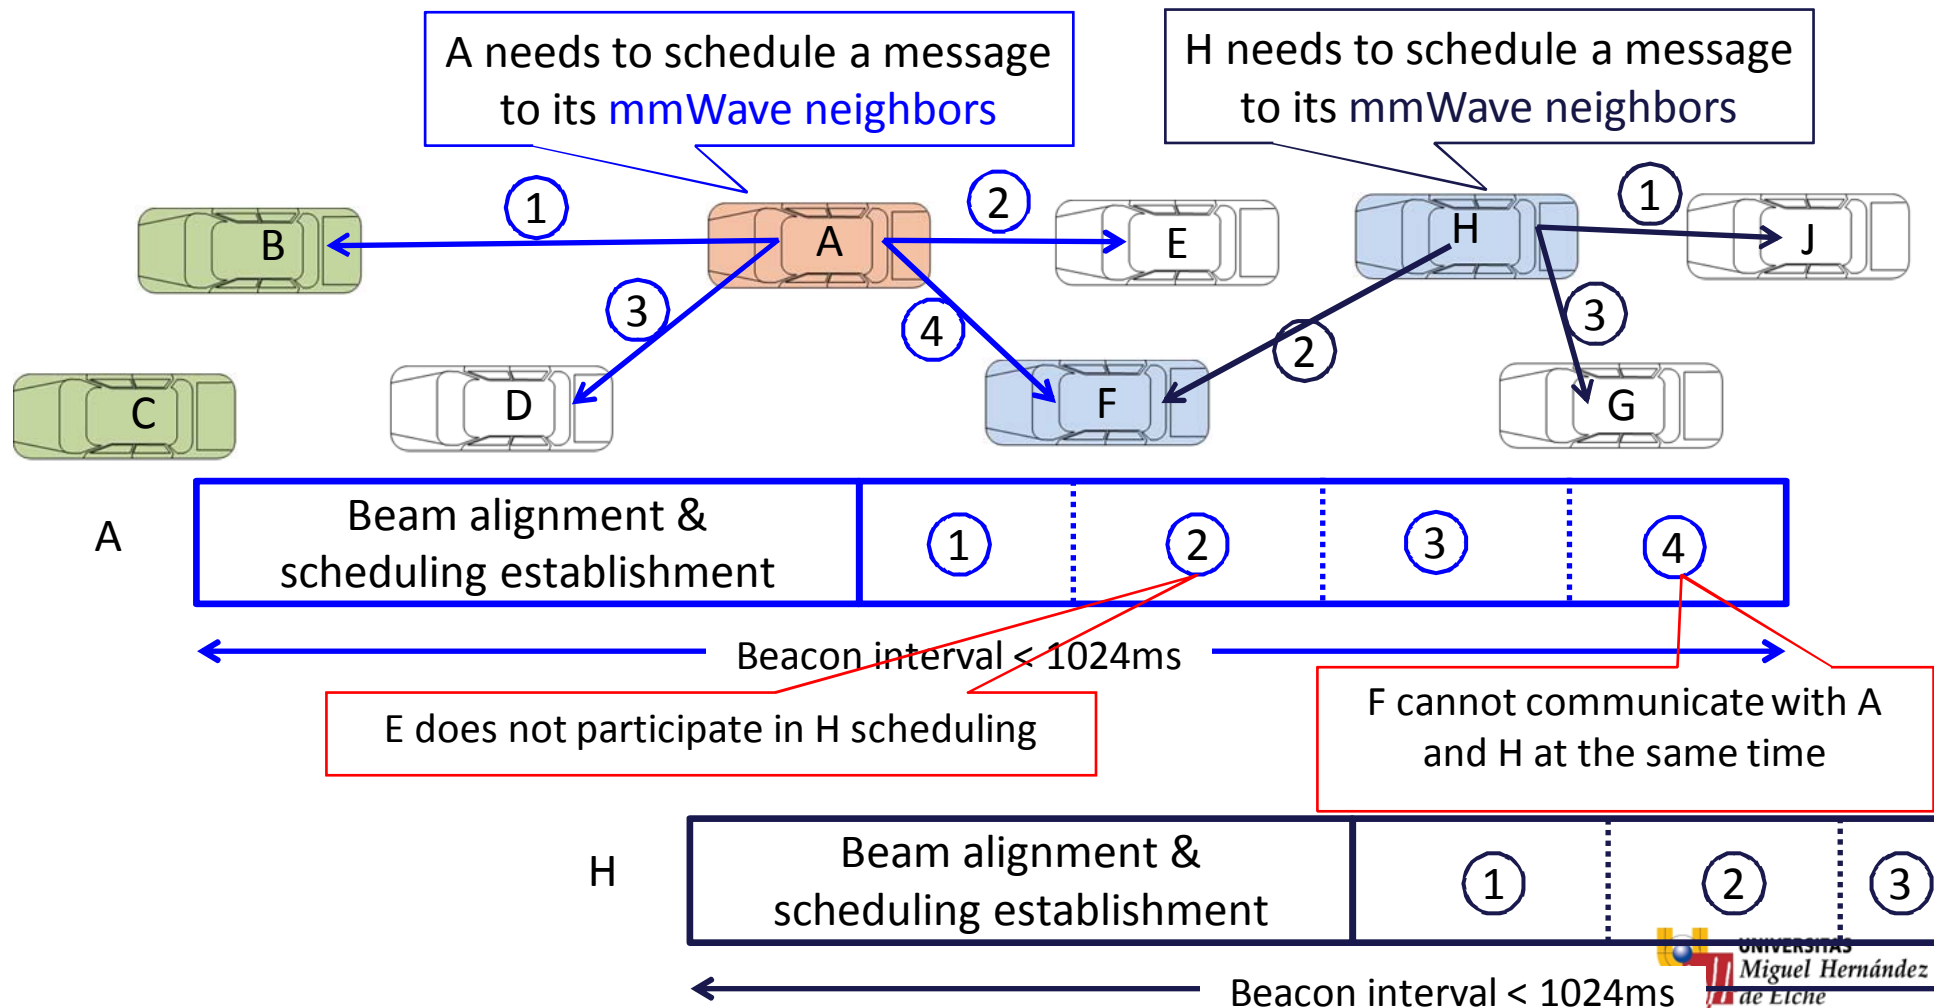 A needs to schedule a message
to its mmWave neighbors
H needs to schedule a message
to its mmWave neighbors
1
2
1
B
A
E
H
J
3
4
2
3
C
D
F
G
A
Beam alignment &
scheduling establishment
1
2
3
4
Beacon interval < 1024ms
E does not participate in H scheduling
F cannot communicate with A
and H at the same time
H
Beam alignment &
scheduling establishment
1
2
3
Beacon interval < 1024ms
UNIVERSITAS
Miguel Hernández
de Elche